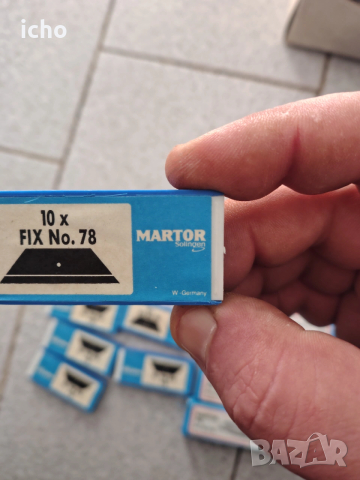 icho
10 x
FIX No. 78
MARTOR
Solingen
W - Germany
BAZAR